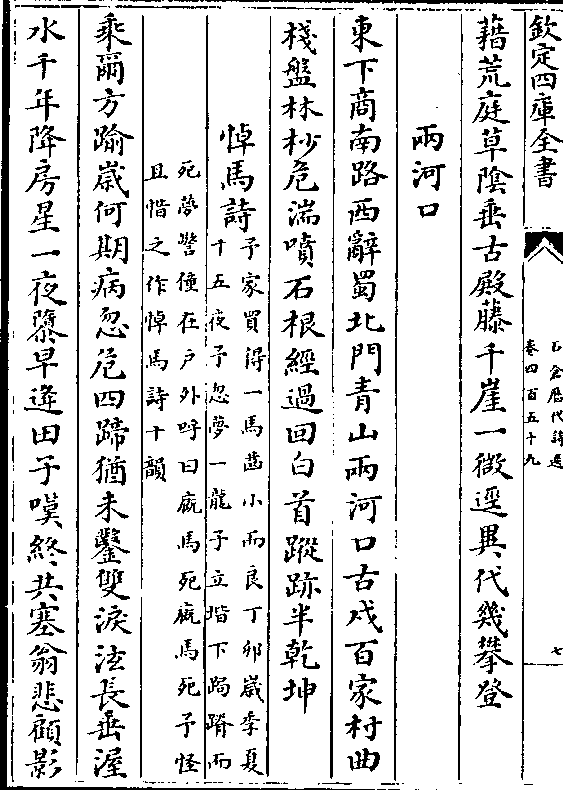 欽定四庫全書
石倉歷代詩選
卷四百五十九
七
藉荒庭草陰垂古殿藤千崖一微逕異代幾攀登
兩河口
東下商南路西辭蜀北門青山兩河口古戍百家村曲
棧盤林杪危湍噴石根經過回白首蹤跡半乾坤
悼馬詩
予家買得一馬齒小而良丁卯歲季夏
十五夜予忽夢一龍子立堦下跼蹐而
死夢警僮在戶外呼曰廐馬死廐馬死予怪
且惜之作悼馬詩十韻
乘爾方踰歲何期病忽危四蹄猶未鑿雙淚泫長垂渥
水千年降房星一夜隳早逢田子嘆終共塞翁悲顧影